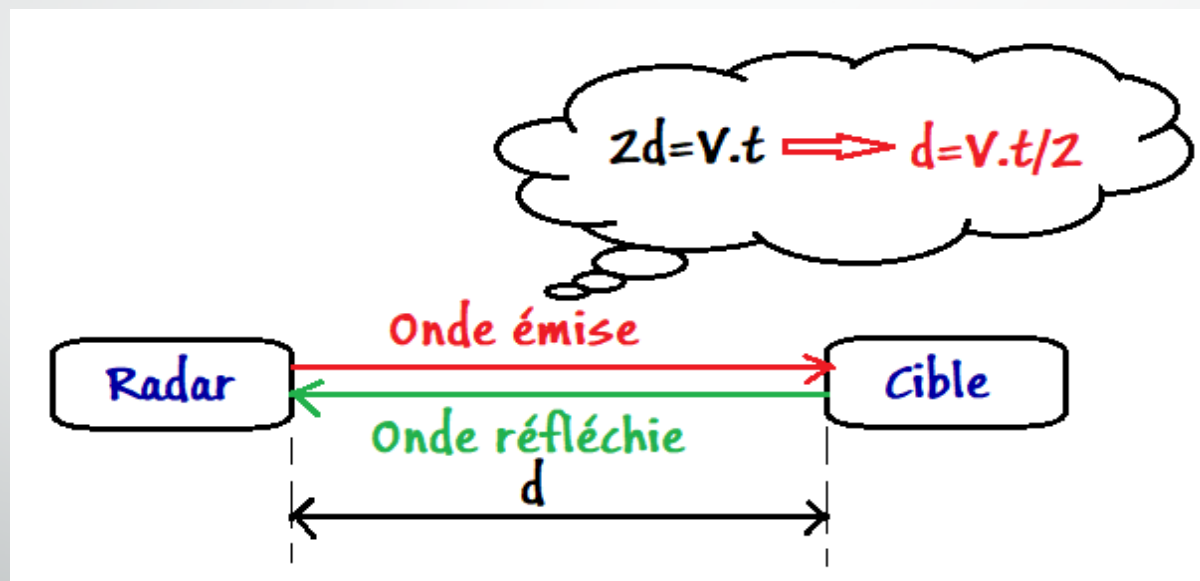 2d=V.t d=V.t/2
Onde émise
Radar
Cible
Onde réfléchie
d